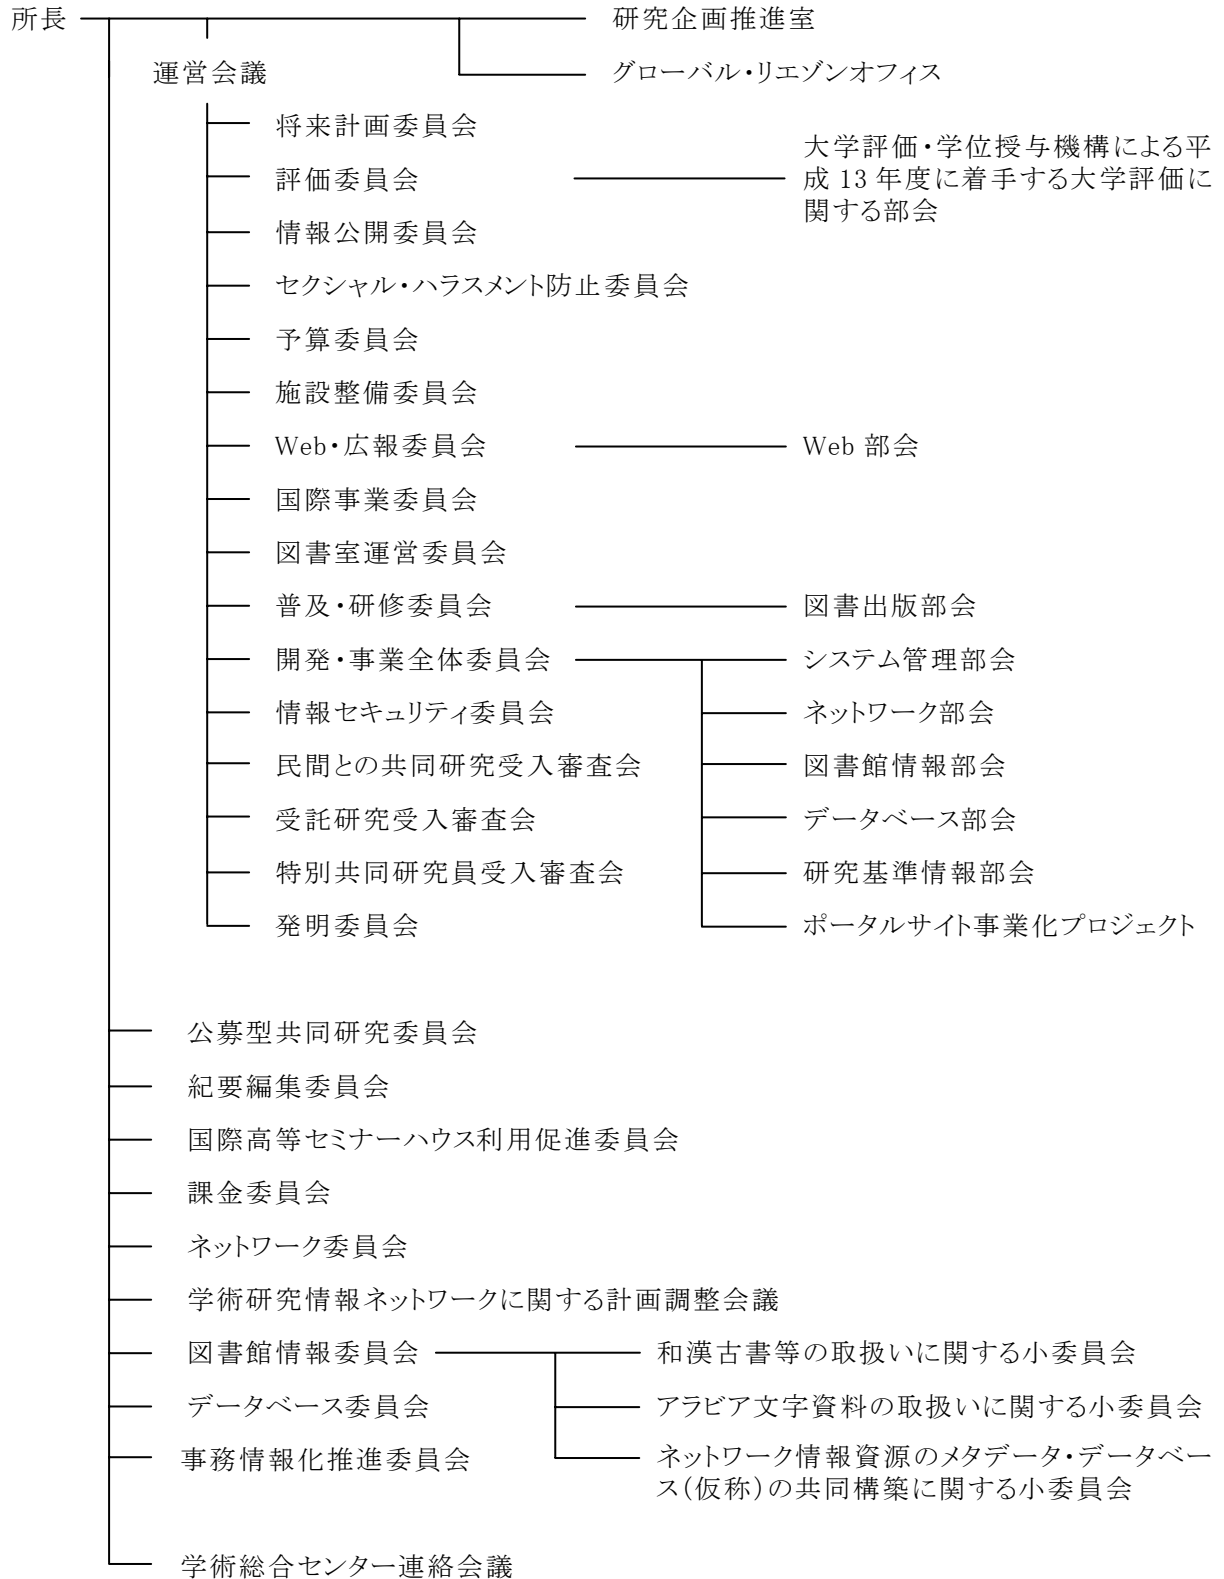 所長
研究企画推進室
運営会議
グローバル・リエゾンオフィス
将来計画委員会
評価委員会
大学評価・学位授与機構による平
成 13 年度に着手する大学評価に
関する部会
情報公開委員会
セクシャル・ハラスメント防止委員会
予算委員会
施設整備委員会
Web・広報委員会
Web 部会
国際事業委員会
図書室運営委員会
普及・研修委員会
図書出版部会
開発・事業全体委員会
システム管理部会
情報セキュリティ委員会
ネットワーク部会
民間との共同研究受入審査会
図書館情報部会
受託研究受入審査会
データベース部会
特別共同研究員受入審査会
研究基準情報部会
発明委員会
ポータルサイト事業化プロジェクト
公募型共同研究委員会
紀要編集委員会
国際高等セミナーハウス利用促進委員会
課金委員会
ネットワーク委員会
学術研究情報ネットワークに関する計画調整会議
図書館情報委員会
和漢古書等の取扱いに関する小委員会
データベース委員会
アラビア文字資料の取扱いに関する小委員会
事務情報化推進委員会
ネットワーク情報資源のメタデータ・データベー
ス(仮称)の共同構築に関する小委員会
学術総合センター連絡会議